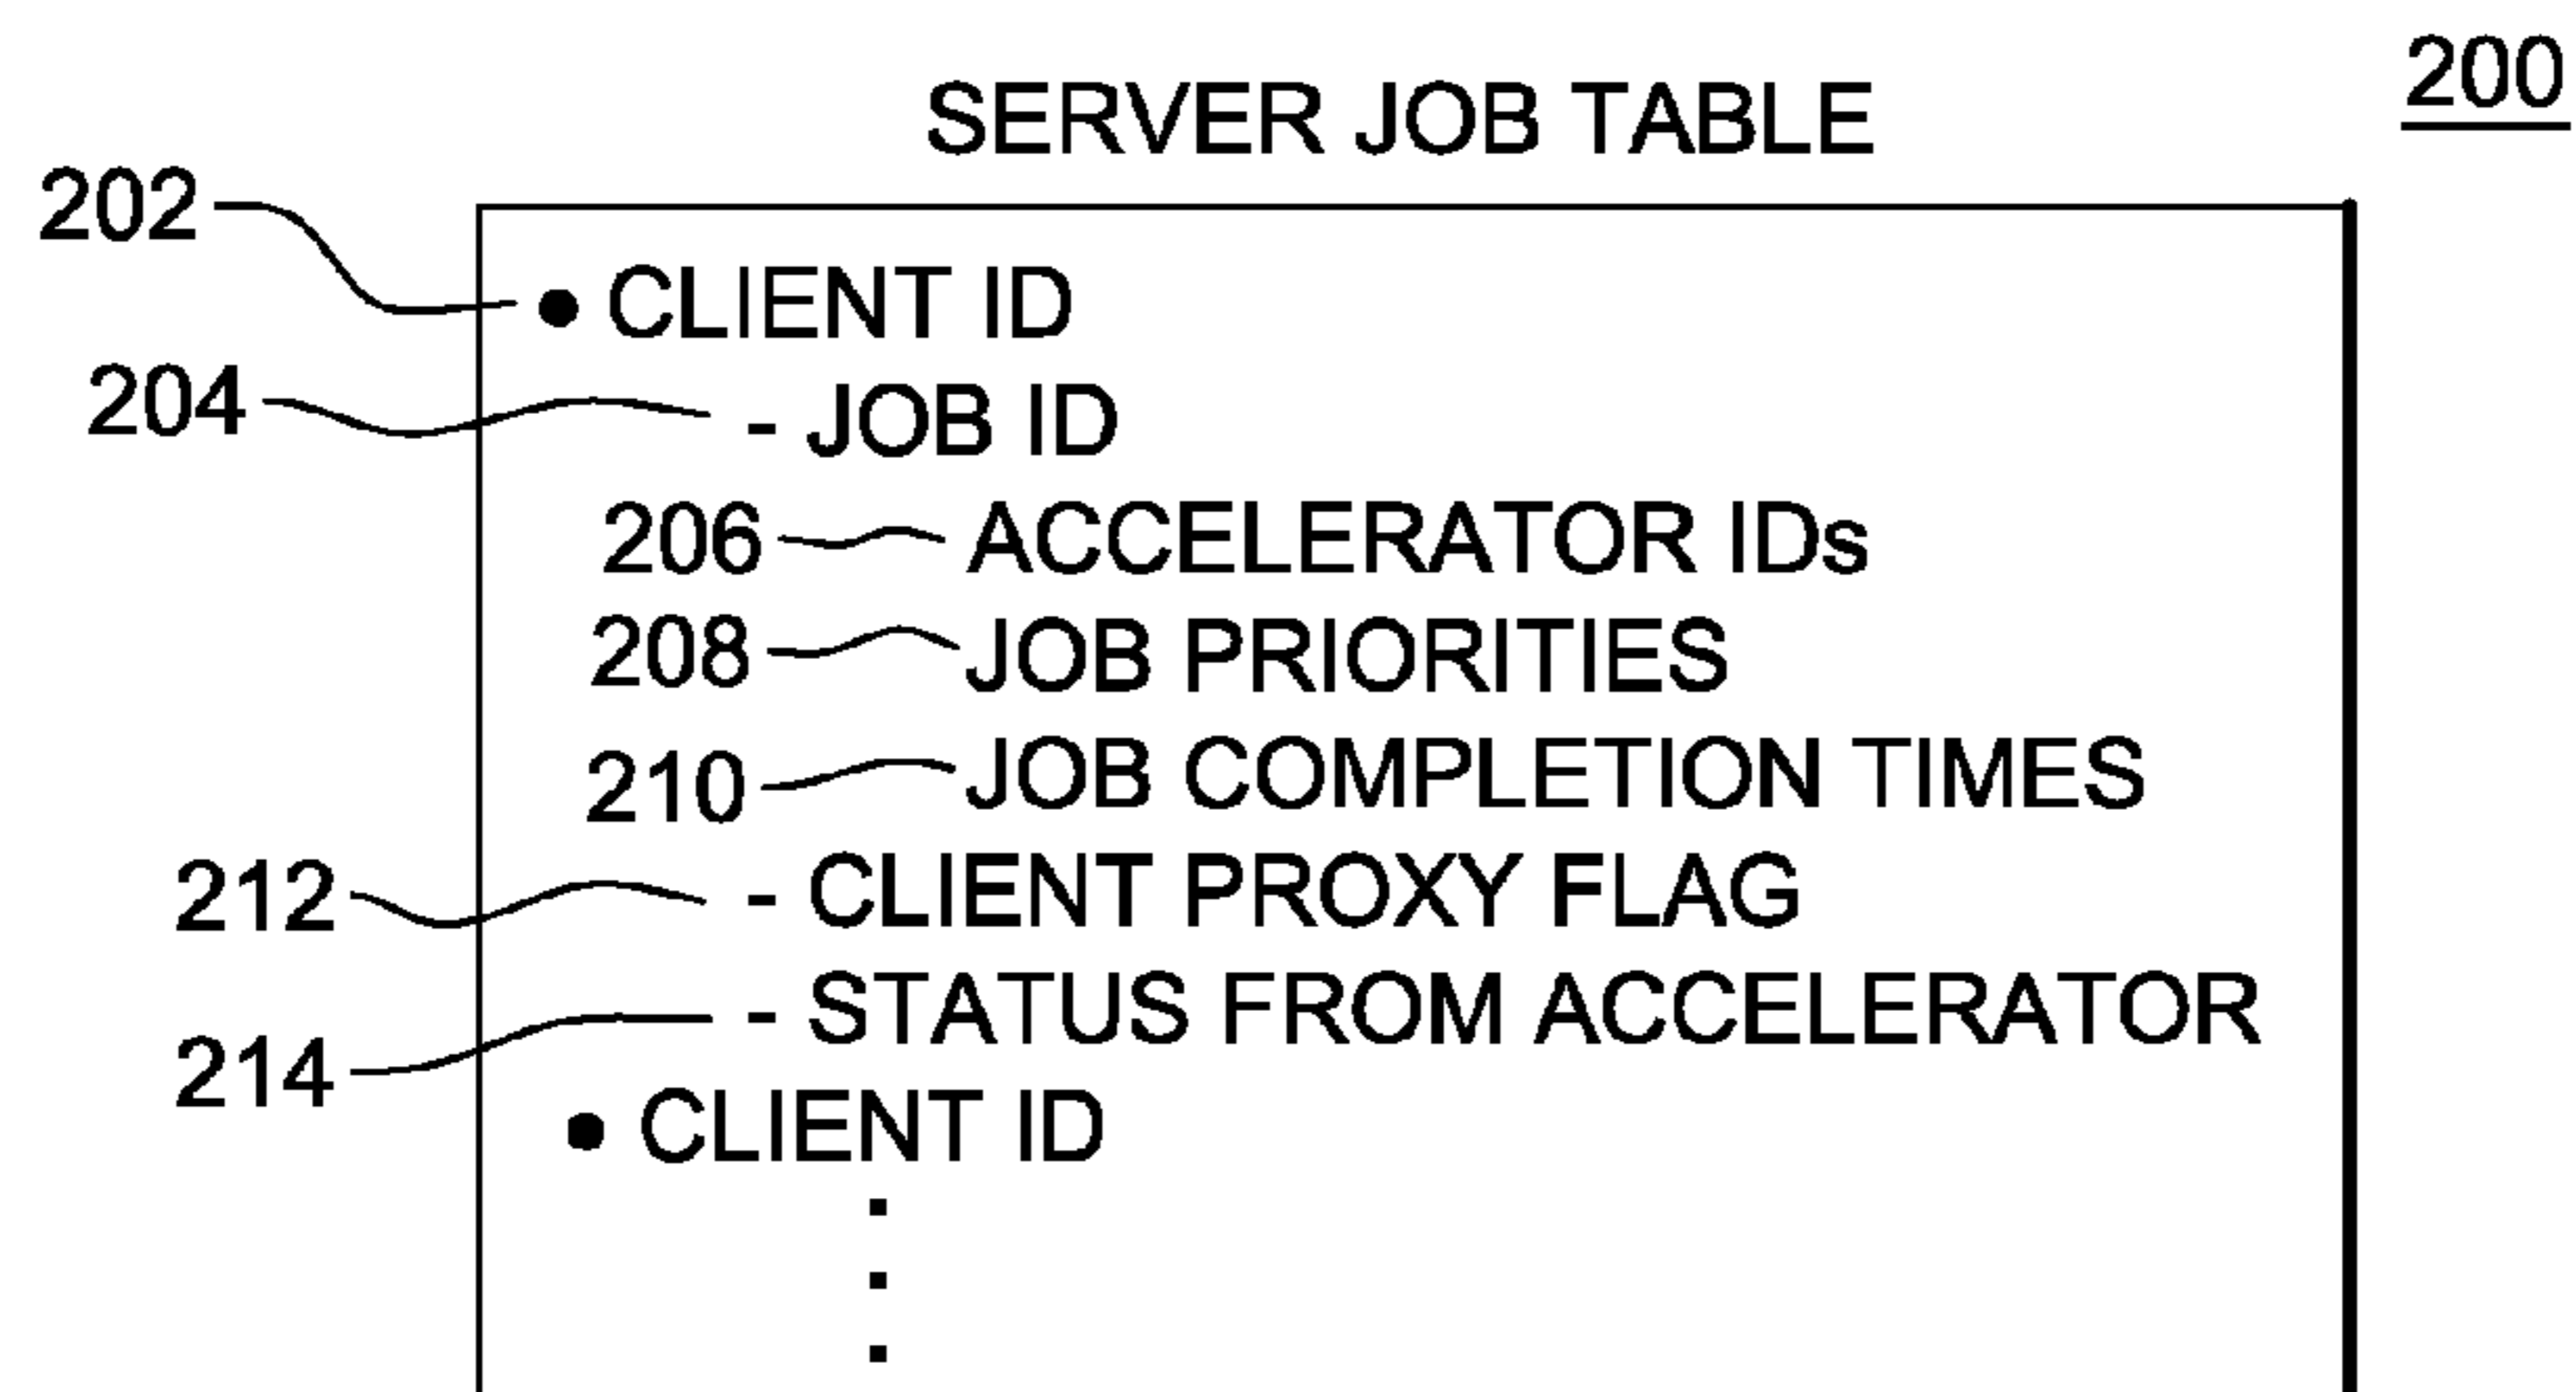 200
SERVER JOB TABLE
202 • CLIENT ID
204 - JOB ID
206 ACCELERATOR IDs
208 JOB PRIORITIES
210 JOB COMPLETION TIMES
212 - CLIENT PROXY FLAG
214 - STATUS FROM ACCELERATOR
• CLIENT ID